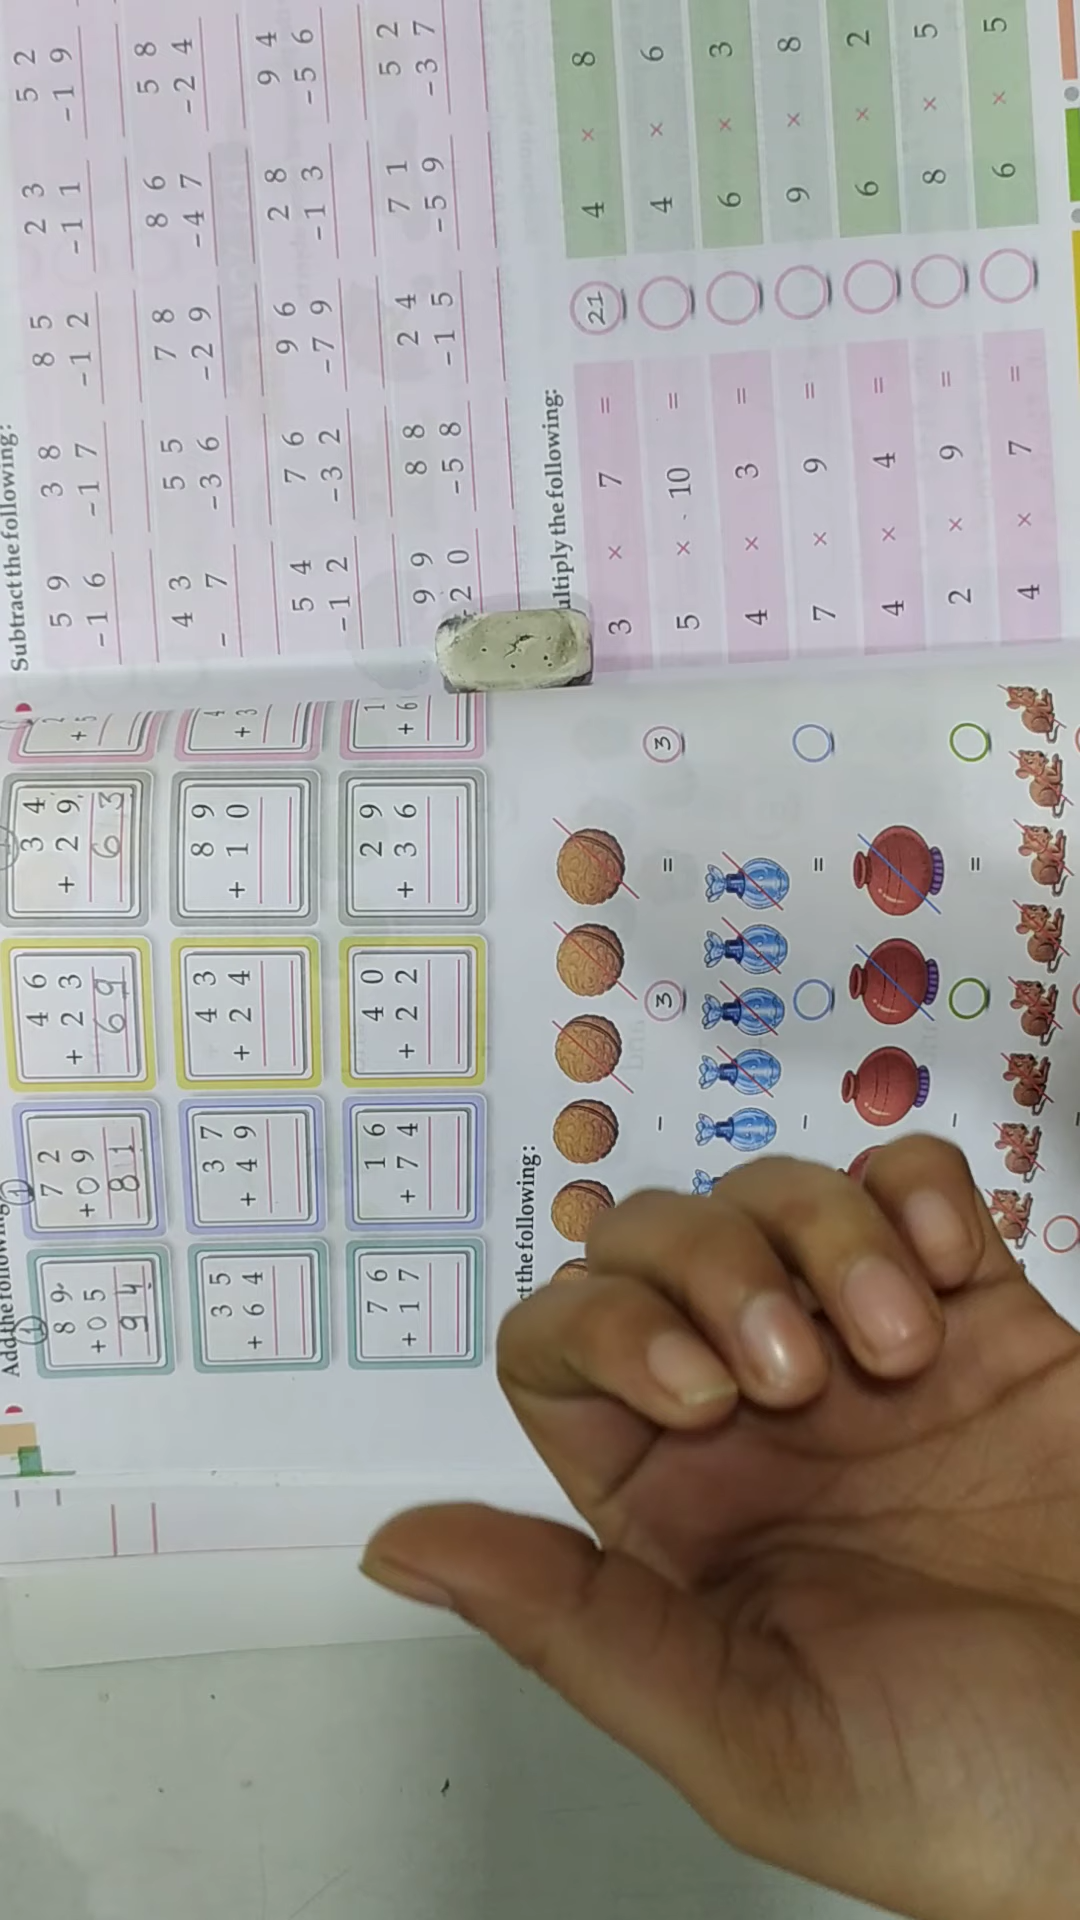 Add the following
1 1 1
8 9 7 2 4 6 3 4
+ 0 5 + 0 9 + 2 3 + 2 9
9 4 8 1 6 9 6 3
3 5 3 7 4 3 8 9
+ 6 4 + 4 9 + 2 4 + 1 0 + 3
7 6 1 6 4 0 2 9 1
+ 1 7 + 7 4 + 2 2 + 3 6 + 6
ct the following:
− 3 = 3
− =
− =
Subtract the following:
5 9 3 8 8 5 2 3 5 2
- 1 6 - 1 7 - 1 2 - 1 1 - 1 9
4 3 5 5 7 8 8 6 5 8
- 7 - 3 6 - 2 9 - 4 7 - 2 4
5 4 7 6 9 6 2 8 9 4
- 1 2 - 3 2 - 7 9 - 1 3 - 5 6
9 9 8 8 2 4 7 1 5 2
2 0 - 5 8 - 1 5 - 5 9 - 3 7
ultiply the following:
3 × 7 = 21 4 × 8
5 × 10 = 4 × 6
4 × 3 = 6 × 3
7 × 9 = 9 × 8
4 × 4 = 6 × 2
2 × 9 = 8 × 5
4 × 7 = 6 × 5